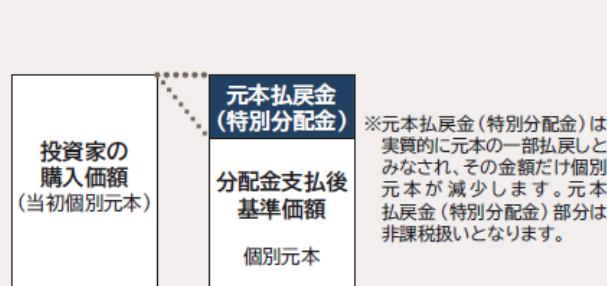 投資家の
購入価額
(当初個別元本)
元本払戻金
(特別分配金)
分配金支払後
基準価額
個別元本
※元本払戻金(特別分配金)は
実質的に元本の一部払戻しと
みなされ、その金額だけ個別
元本が減少します。元本
払戻金(特別分配金)部分は
非課税扱いとなります。